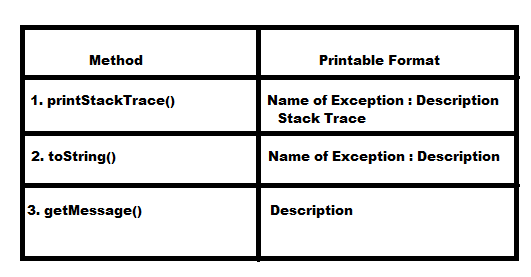 Method Printable Format
1. printStackTrace() Name of Exception : Description
Stack Trace
2. toString() Name of Exception : Description
3. getMessage() Description